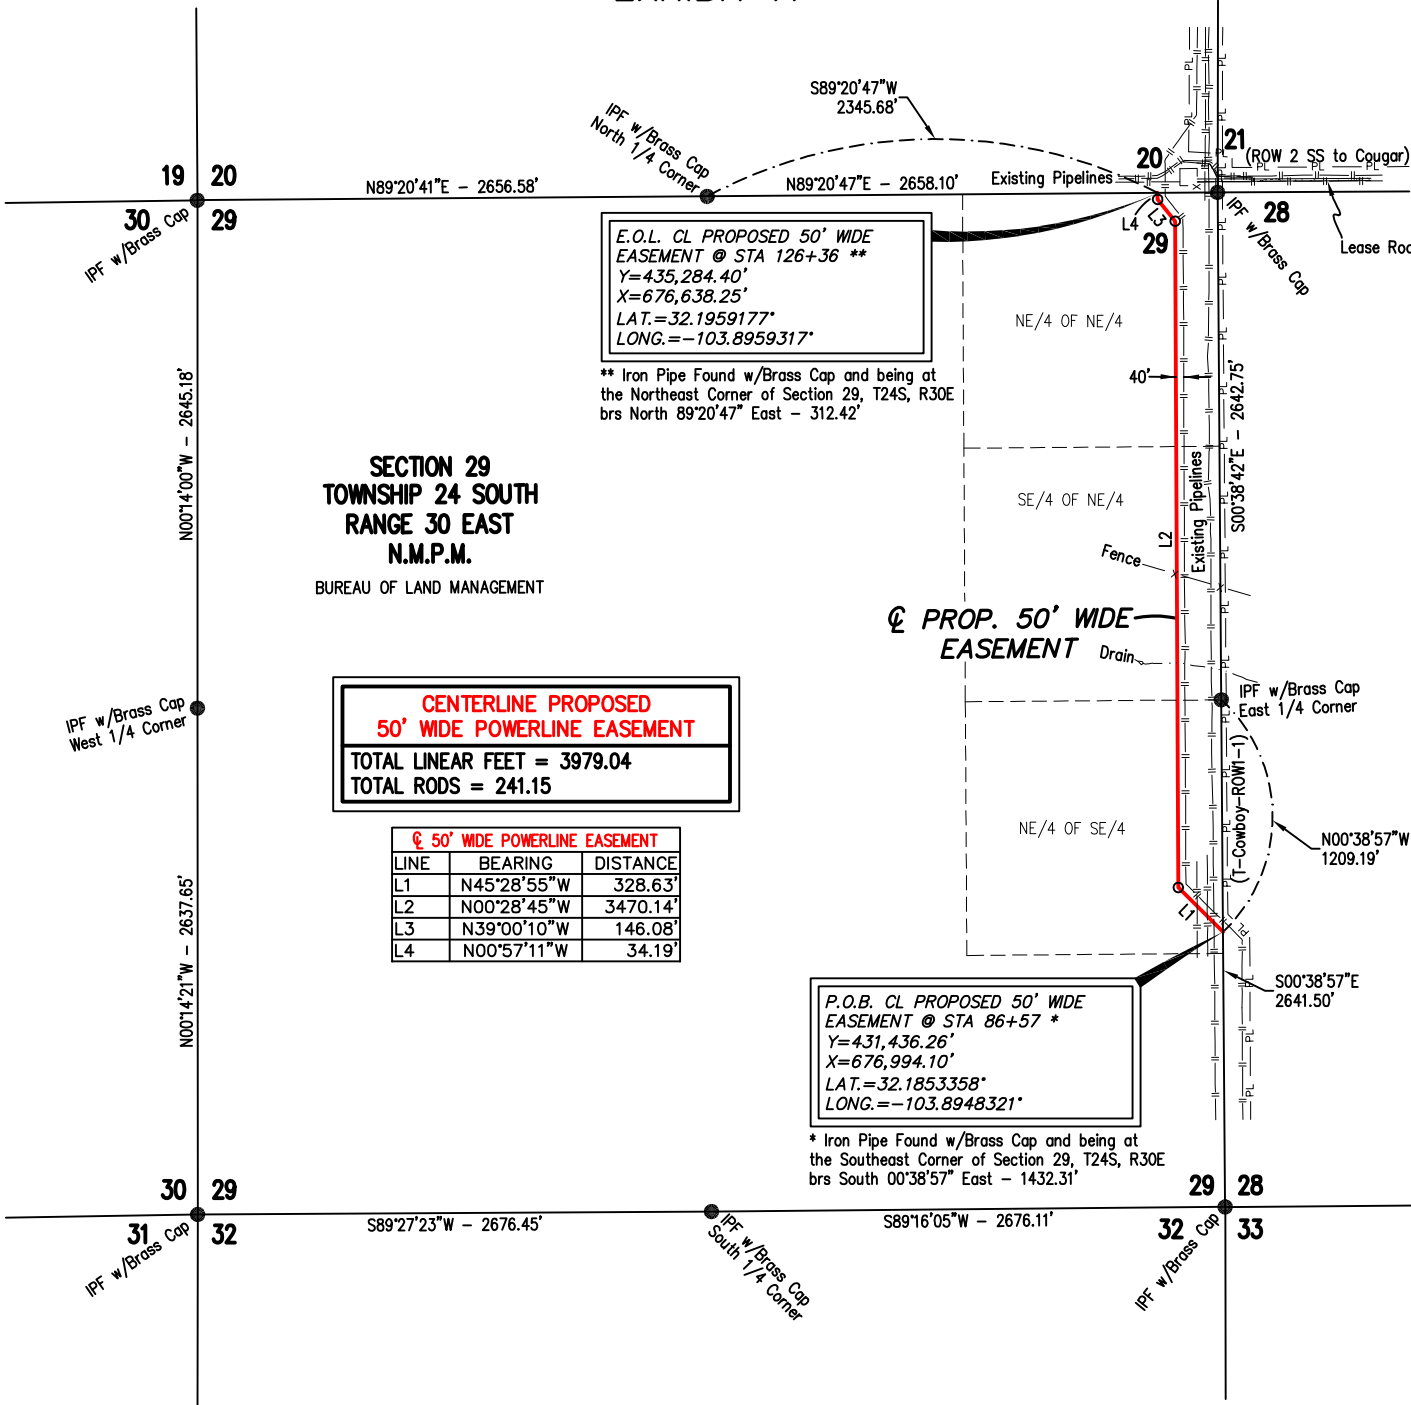 S89°20'47"W
2345.68'
IPF w/Brass Cap
North 1/4 Corner
19 20
30 29
IPF w/Brass Cap
N89°20'41"E - 2656.58'
N89°20'47"E - 2658.10'
Existing Pipelines
20 21
(ROW 2 SS to Cougar)
29 28
IPF w/Brass Cap
L4
L3
E.O.L. CL PROPOSED 50' WIDE
EASEMENT @ STA 126+36 **
Y=435,284.40'
X=676,638.25'
LAT.=32.1959177°
LONG.=-103.8959317°
** Iron Pipe Found w/Brass Cap and being at
the Northeast Corner of Section 29, T24S, R30E
brs North 89°20'47" East - 312.42'
NE/4 OF NE/4
40'
S00°38'42"E - 2642.75'
N00°14'00"W - 2645.18'
SECTION 29
TOWNSHIP 24 SOUTH
RANGE 30 EAST
N.M.P.M.
BUREAU OF LAND MANAGEMENT
SE/4 OF NE/4
Existing Pipelines
L2
Fence
℄ PROP. 50' WIDE
EASEMENT
Drain
IPF w/Brass Cap
East 1/4 Corner
IPF w/Brass Cap
West 1/4 Corner
CENTERLINE PROPOSED
50' WIDE POWERLINE EASEMENT
TOTAL LINEAR FEET = 3979.04
TOTAL RODS = 241.15
℄ 50' WIDE POWERLINE EASEMENT
LINE BEARING DISTANCE
L1 N45°28'55"W 328.63'
L2 N00°28'45"W 3470.14'
L3 N39°00'10"W 146.08'
L4 N00°57'11"W 34.19'
NE/4 OF SE/4
(T-Cowboy-ROW1-1)
N00°38'57"W
1209.19'
L1
N00°14'21"W - 2637.65'
S00°38'57"E
2641.50'
P.O.B. CL PROPOSED 50' WIDE
EASEMENT @ STA 86+57 *
Y=431,436.26'
X=676,994.10'
LAT.=32.1853358°
LONG.=-103.8948321°
* Iron Pipe Found w/Brass Cap and being at
the Southeast Corner of Section 29, T24S, R30E
brs South 00°38'57" East - 1432.31'
30 29
31 32
IPF w/Brass Cap
S89°27'23"W - 2676.45'
IPF w/Brass Cap
South 1/4 Corner
S89°16'05"W - 2676.11'
29 28
32 33
IPF w/Brass Cap
Lease